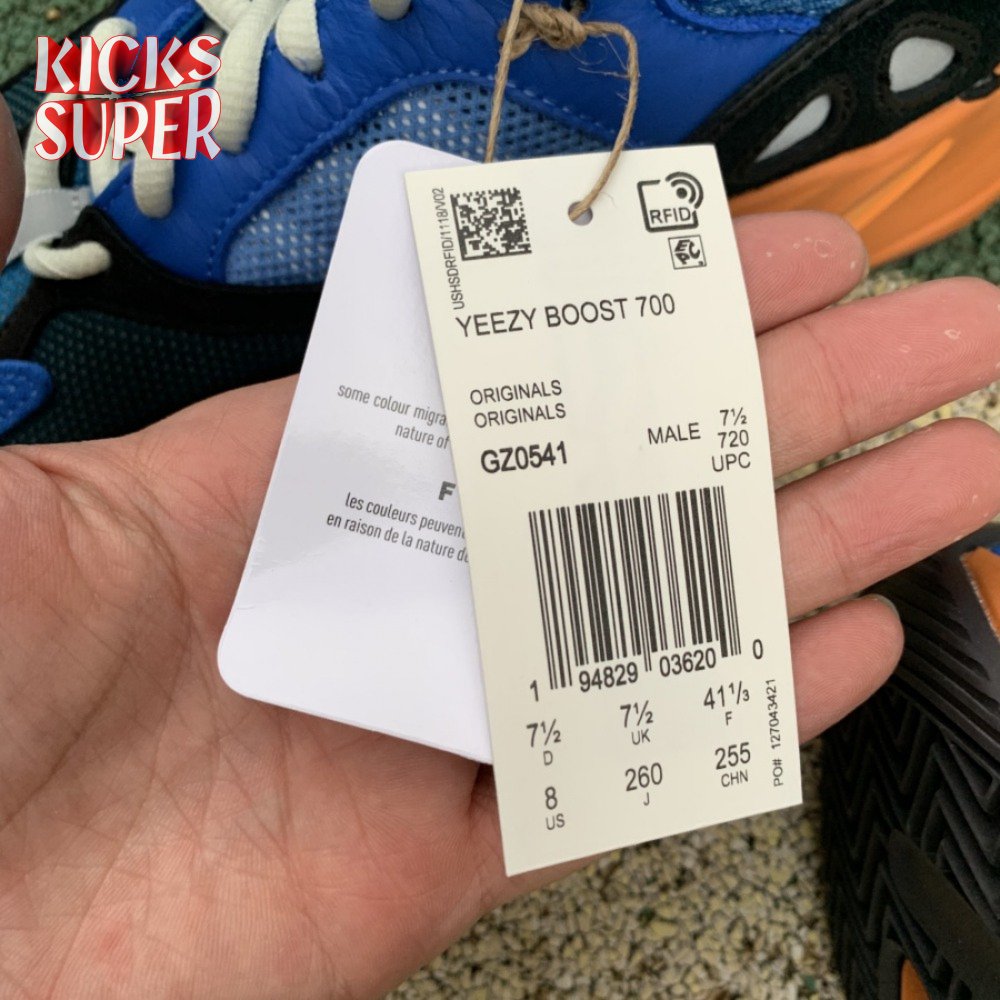 KICKS
SUPER
USHSDRFID/1118/V02
RFID
EPC
YEEZY BOOST 700
ORIGINALS
ORIGINALS
GZ0541
MALE 7½
720
UPC
1 94829 03620 0
7½ 7½ 41⅓
D UK F
8 260 255
US J CHN
PO# 127043421
some colour migra
nature of
F
les couleurs peuvent
en raison de la nature de